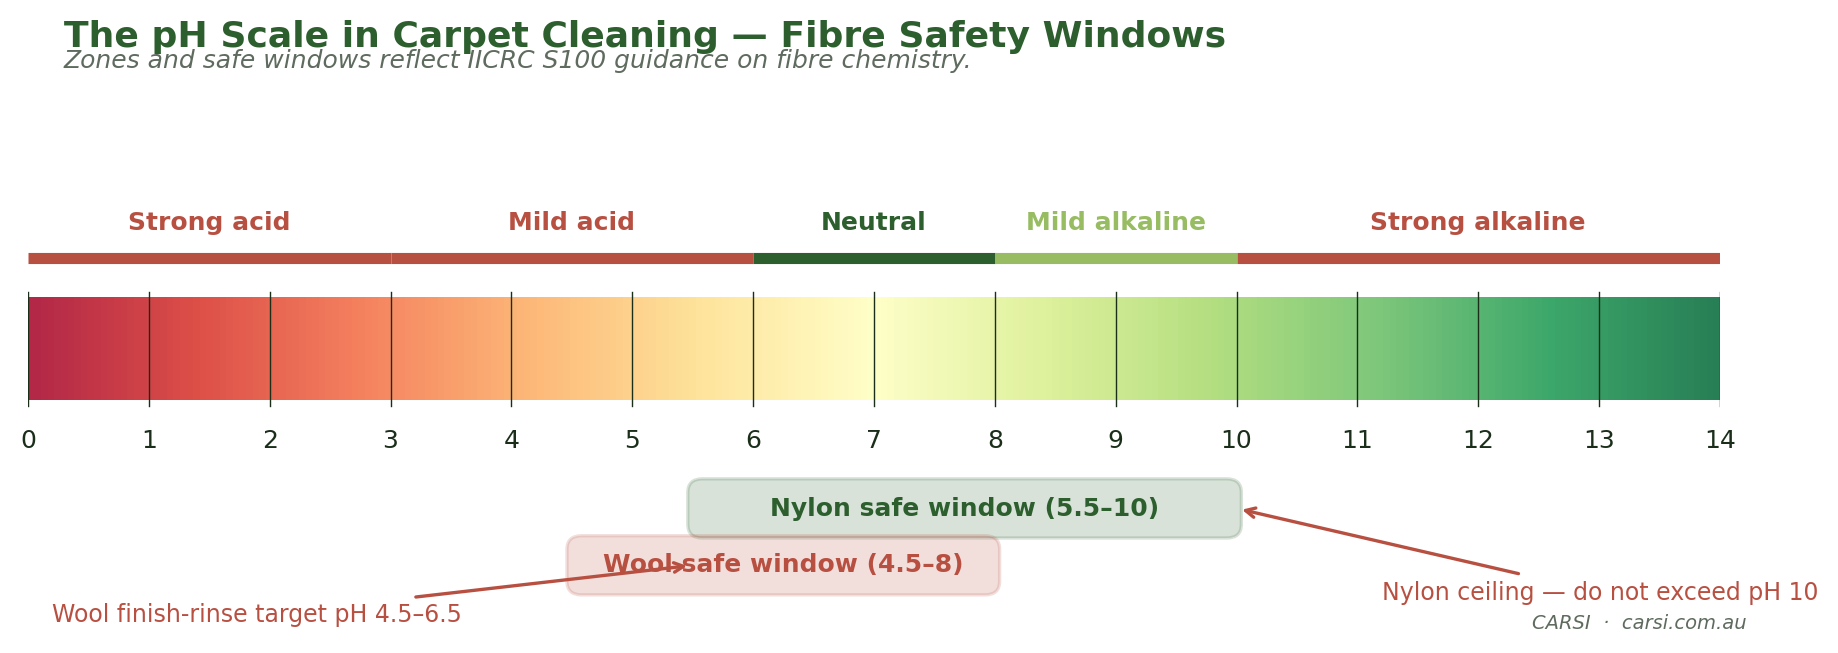 The pH Scale in Carpet Cleaning — Fibre Safety Windows
Zones and safe windows reflect IICRC S100 guidance on fibre chemistry.
Strong acid
Mild acid
Neutral
Mild alkaline
Strong alkaline
0 1 2 3 4 5 6 7 8 9 10 11 12 13 14
Nylon safe window (5.5–10)
Wool safe window (4.5–8)
Nylon ceiling — do not exceed pH 10
Wool finish-rinse target pH 4.5–6.5
CARSI · carsi.com.au